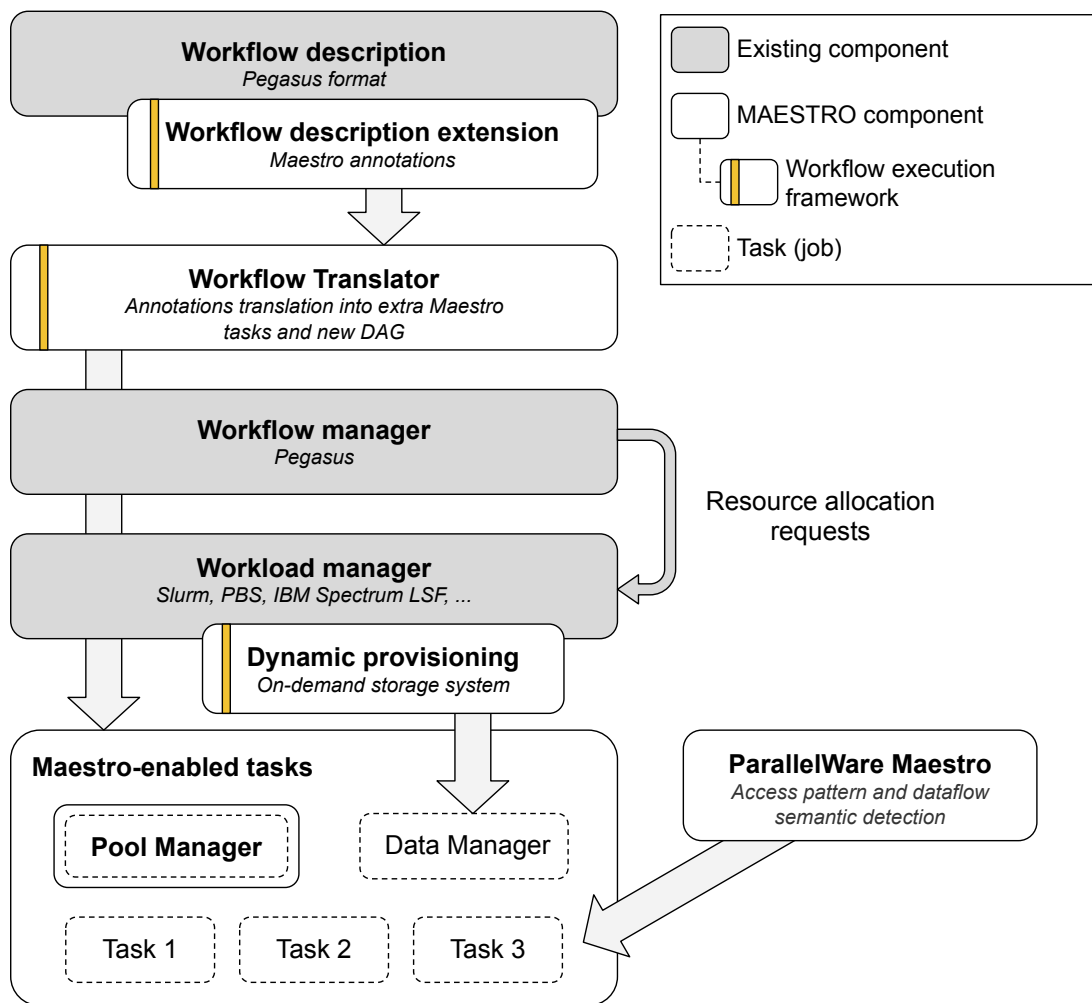 Workflow description
Pegasus format
Workflow description extension
Maestro annotations
Workflow Translator
Annotations translation into extra Maestro
tasks and new DAG
Workflow manager
Pegasus
Resource allocation
requests
Workload manager
Slurm, PBS, IBM Spectrum LSF, ...
Dynamic provisioning
On-demand storage system
Maestro-enabled tasks
Pool Manager
Data Manager
Task 1
Task 2
Task 3
ParallelWare Maestro
Access pattern and dataflow
semantic detection
Existing component
MAESTRO component
Workflow execution
framework
Task (job)